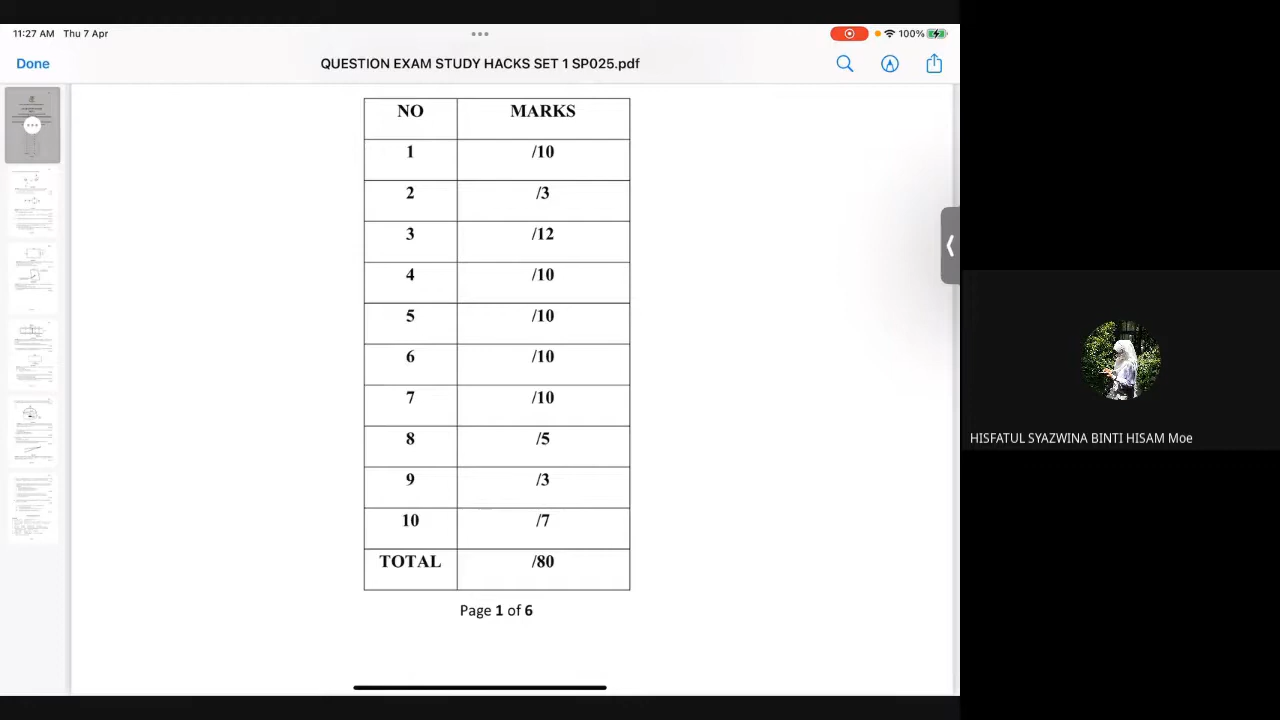 11:27 AM Thu 7 Apr
100%
Done
QUESTION EXAM STUDY HACKS SET 1 SP025.pdf
NO MARKS
1 /10
2 /3
3 /12
4 /10
5 /10
6 /10
7 /10
8 /5
9 /3
10 /7
TOTAL /80
Page 1 of 6
HISFATUL SYAZWINA BINTI HISAM Moe